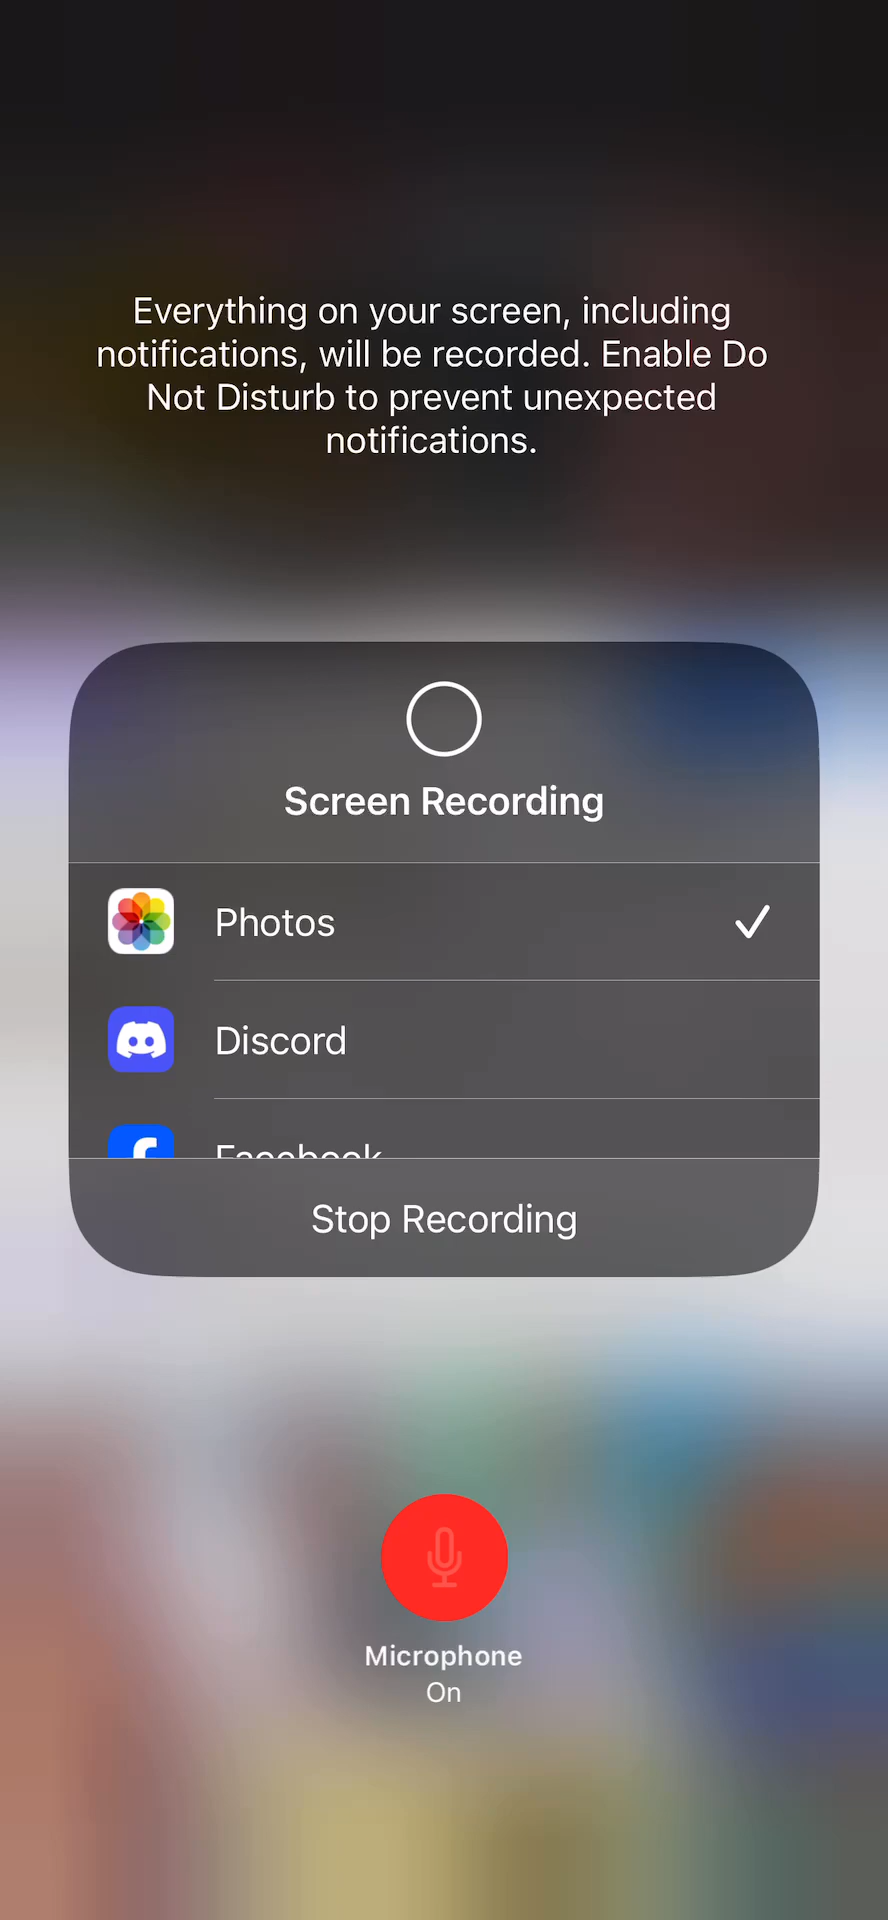 Everything on your screen, including
notifications, will be recorded. Enable Do
Not Disturb to prevent unexpected
notifications.
Screen Recording
Photos
Discord
Facebook
Stop Recording
Microphone
On